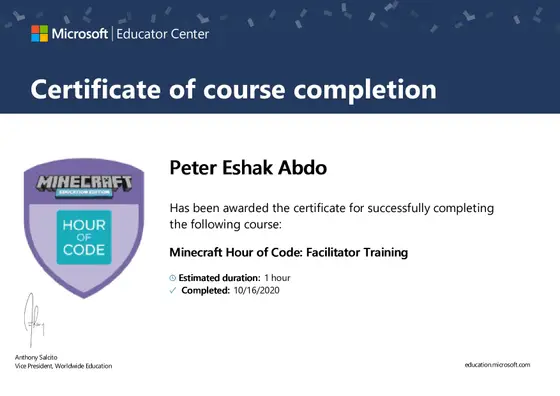 Microsoft | Educator Center
Certificate of course completion
Peter Eshak Abdo
Has been awarded the certificate for successfully completing
the following course:
Minecraft Hour of Code: Facilitator Training
Estimated duration: 1 hour
Completed: 10/16/2020
MINECRAFT
EDUCATION EDITION
HOUR
OF
CODE
Anthony Salcito
Vice President, Worldwide Education
education.microsoft.com